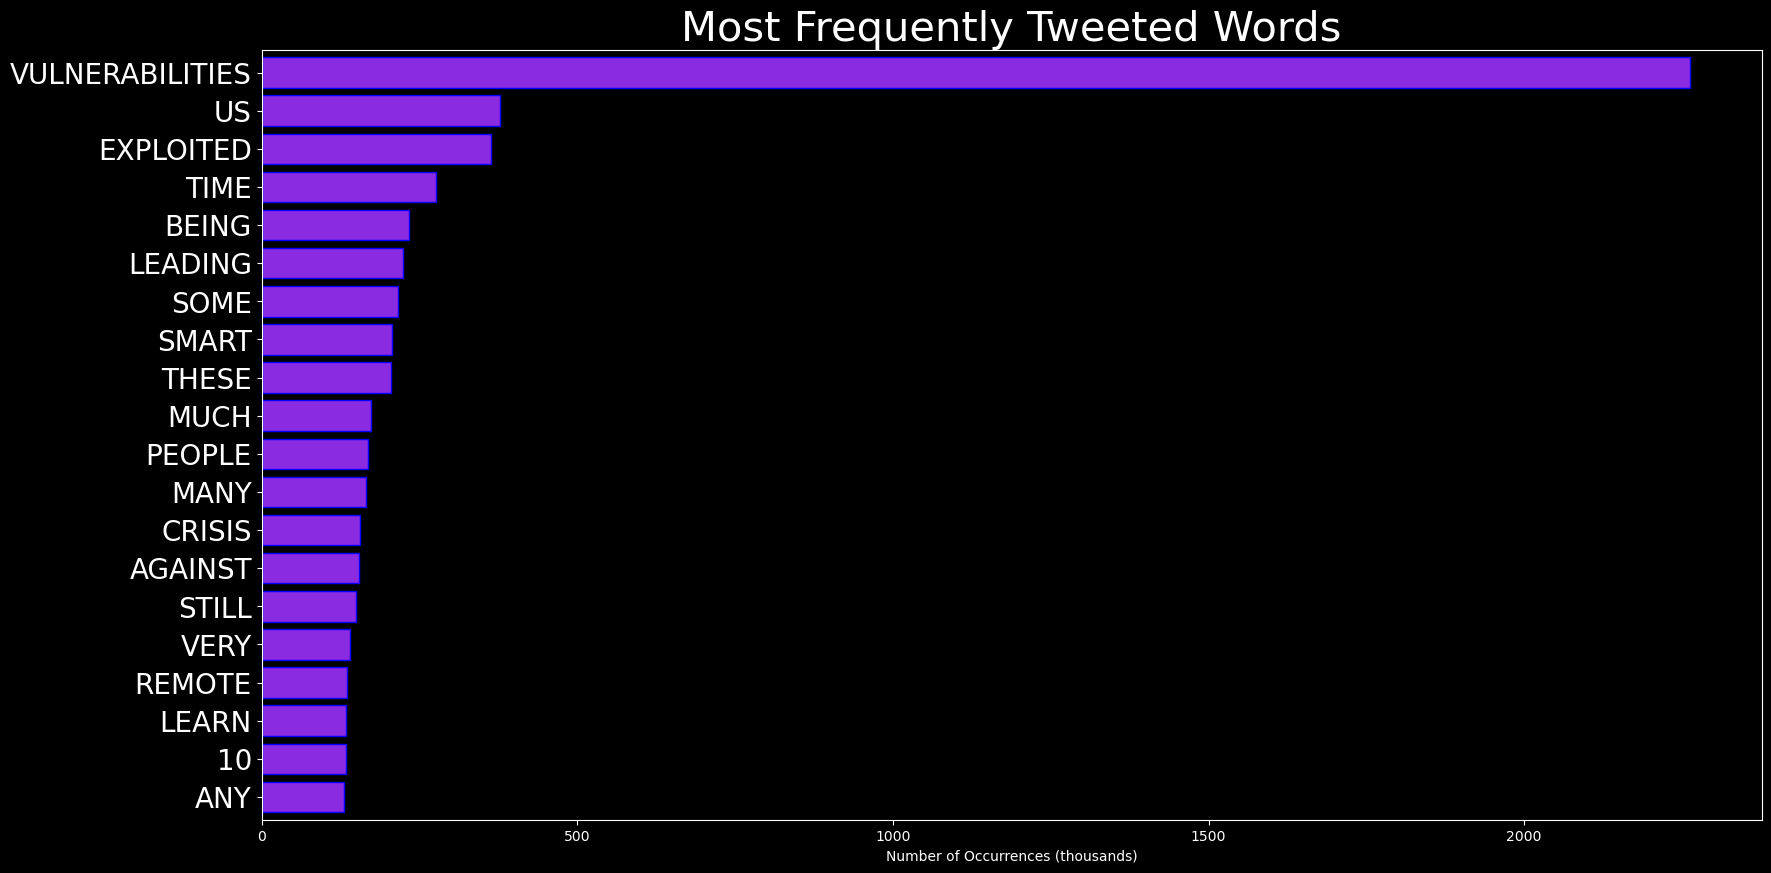 Most Frequently Tweeted Words
VULNERABILITIES
US
EXPLOITED
TIME
BEING
LEADING
SOME
SMART
THESE
MUCH
PEOPLE
MANY
CRISIS
AGAINST
STILL
VERY
REMOTE
LEARN
10
ANY
0 500 1000 1500 2000
Number of Occurrences (thousands)